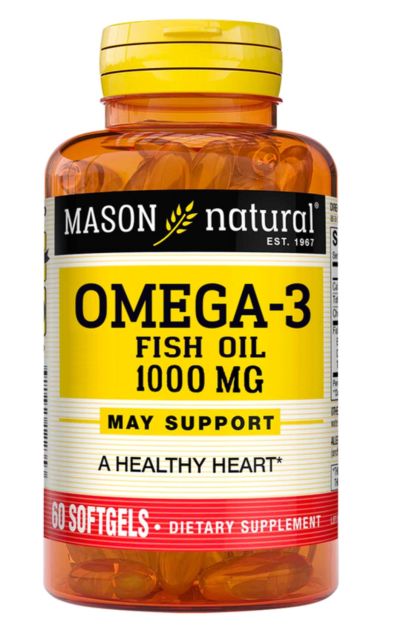 MASON natural®
EST. 1967
OMEGA-3
FISH OIL
1000 MG
MAY SUPPORT
A HEALTHY HEART*
60 SOFTGELS • DIETARY SUPPLEMENT